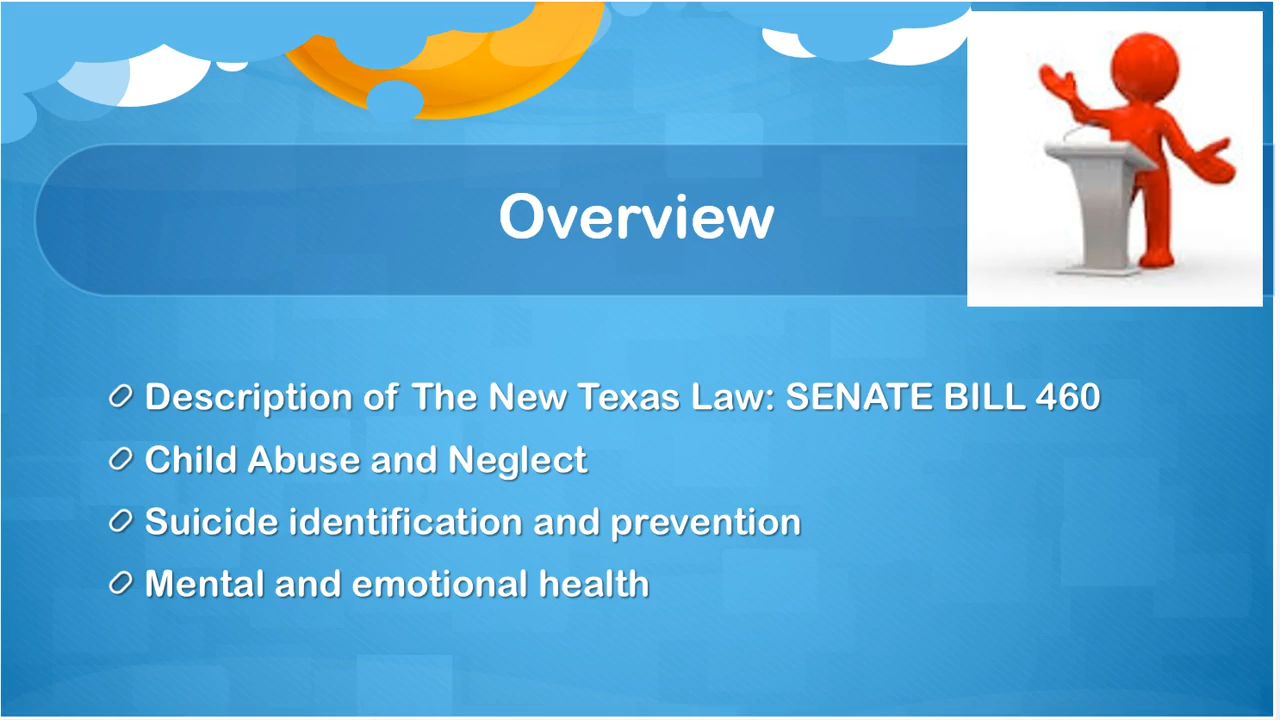 Overview
Description of The New Texas Law: SENATE BILL 460
Child Abuse and Neglect
Suicide identification and prevention
Mental and emotional health